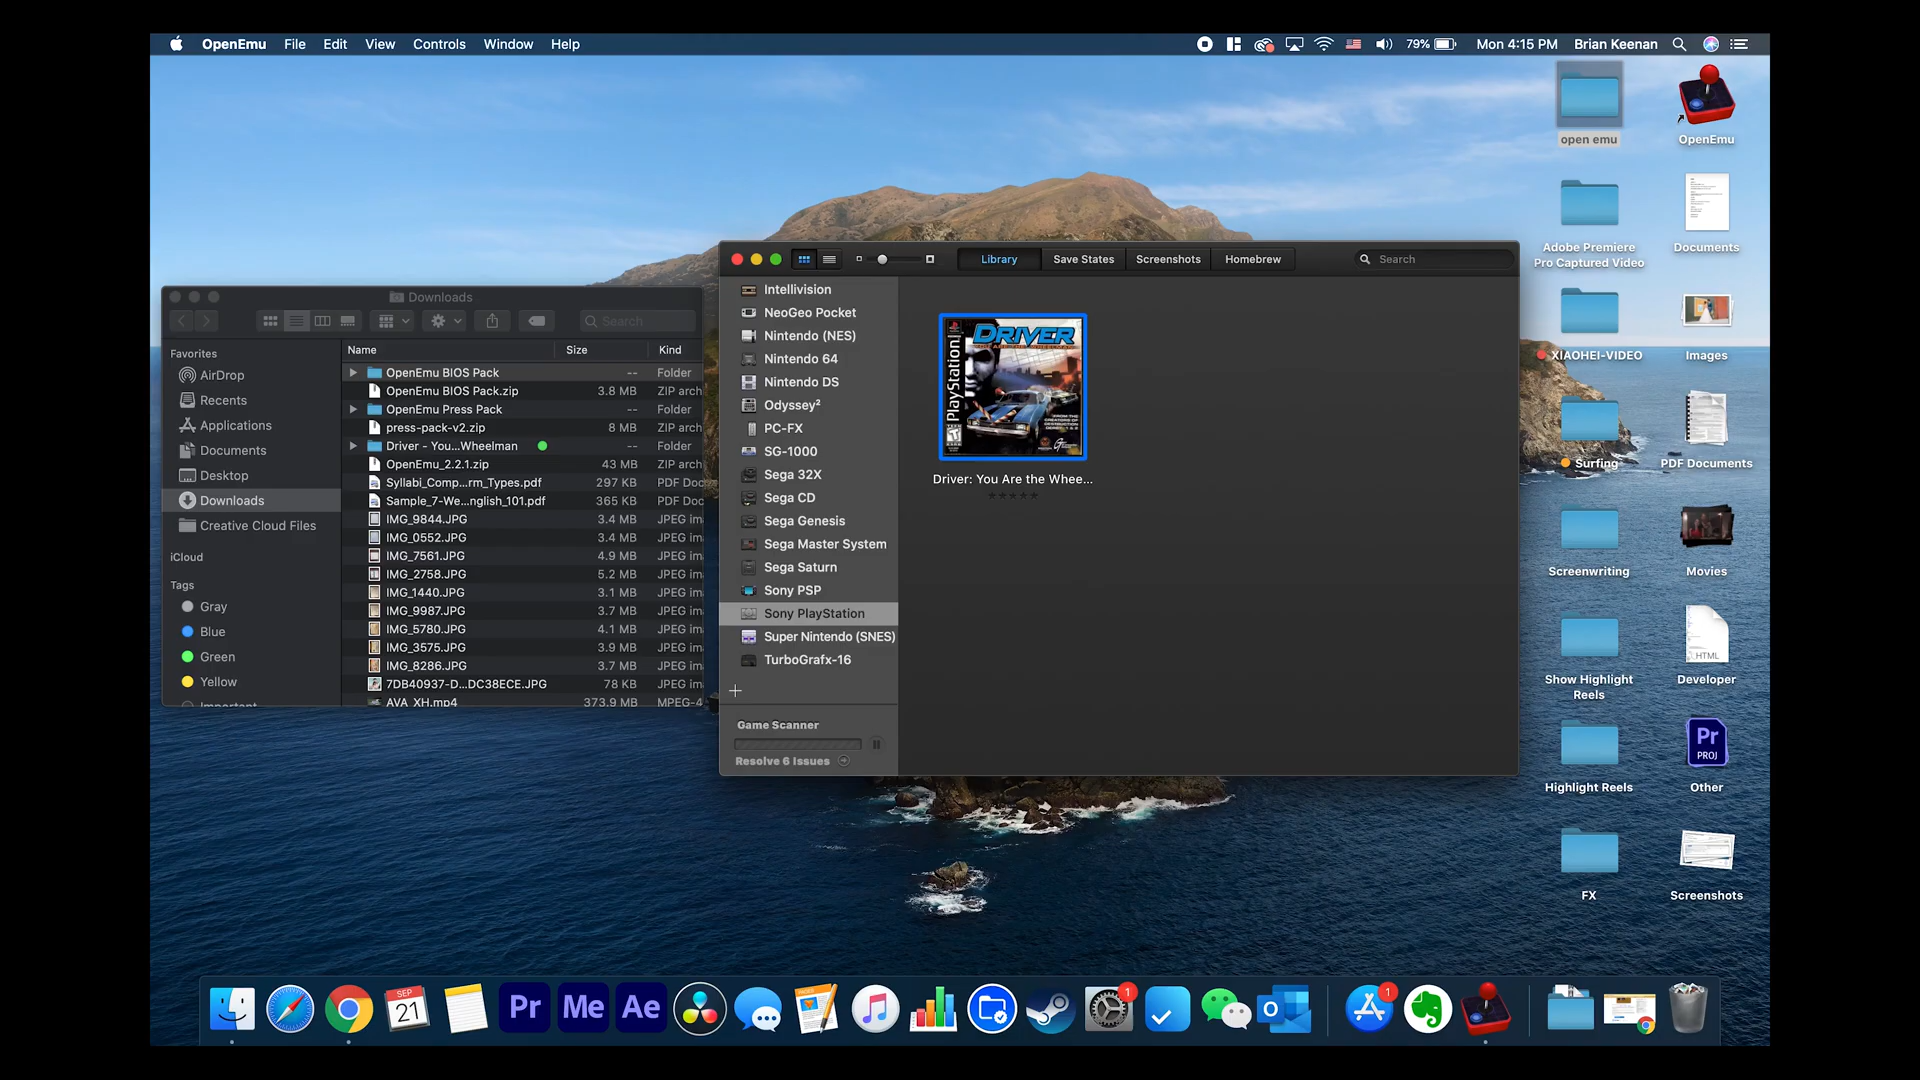 OpenEmu File Edit View Controls Window Help
79% Mon 4:15 PM Brian Keenan
open emu
OpenEmu
Adobe Premiere
Pro Captured Video
Documents
XIAOHEI-VIDEO
Images
Surfing
PDF Documents
Screenwriting
Movies
HTML
Show Highlight
Reels
Developer
Pr
PROJ
Highlight Reels
Other
FX
Screenshots
Downloads
Search
Favorites
AirDrop
Recents
Applications
Documents
Desktop
Downloads
Creative Cloud Files
iCloud
Tags
Gray
Blue
Green
Yellow
Important
Name Size Kind
OpenEmu BIOS Pack -- Folder
OpenEmu BIOS Pack.zip 3.8 MB ZIP arch
OpenEmu Press Pack -- Folder
press-pack-v2.zip 8 MB ZIP arch
Driver - You...Wheelman -- Folder
OpenEmu_2.2.1.zip 43 MB ZIP arch
Syllabi_Comp...rm_Types.pdf 297 KB PDF Doc
Sample_7-We...nglish_101.pdf 365 KB PDF Doc
IMG_9844.JPG 3.4 MB JPEG im
IMG_0552.JPG 3.4 MB JPEG im
IMG_7561.JPG 4.9 MB JPEG im
IMG_2758.JPG 5.2 MB JPEG im
IMG_1440.JPG 3.1 MB JPEG im
IMG_9987.JPG 3.7 MB JPEG im
IMG_5780.JPG 4.1 MB JPEG im
IMG_3575.JPG 3.9 MB JPEG im
IMG_8286.JPG 3.7 MB JPEG im
7DB40937-D...DC38ECE.JPG 78 KB JPEG im
AVA_XH.mp4 373.9 MB MPEG-4
Library Save States Screenshots Homebrew Search
Intellivision
NeoGeo Pocket
Nintendo (NES)
Nintendo 64
Nintendo DS
Odyssey²
PC-FX
SG-1000
Sega 32X
Sega CD
Sega Genesis
Sega Master System
Sega Saturn
Sony PSP
Sony PlayStation
Super Nintendo (SNES)
TurboGrafx-16
Game Scanner
Resolve 6 Issues
PlayStation
DRIVER
Driver: You Are the Whee...
SEP
21
Pr
Me
Ae
1
1